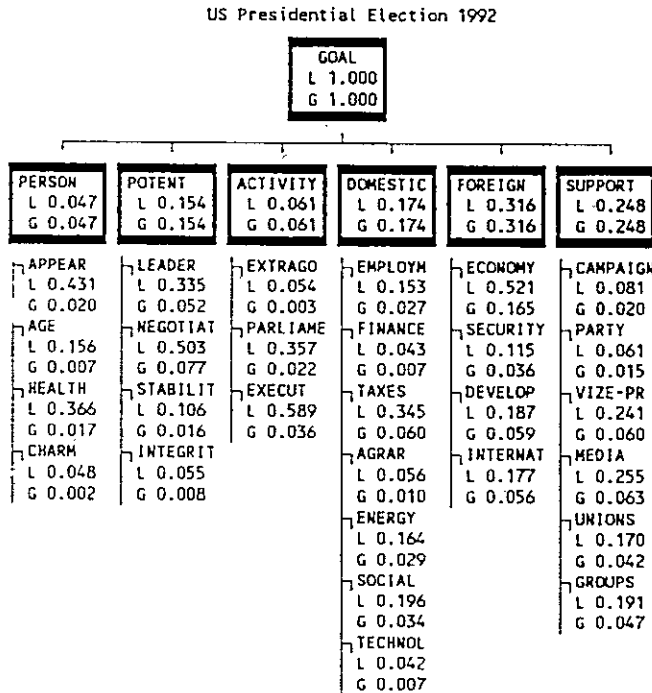 US Presidential Election 1992
GOAL
L 1.000
G 1.000
PERSON
L 0.047
G 0.047
APPEAR
L 0.431
G 0.020
AGE
L 0.156
G 0.007
HEALTH
L 0.366
G 0.017
CHARM
L 0.048
G 0.002
POTENT
L 0.154
G 0.154
LEADER
L 0.335
G 0.052
NEGOTIAT
L 0.503
G 0.077
STABILIT
L 0.106
G 0.016
INTEGRIT
L 0.055
G 0.008
ACTIVITY
L 0.061
G 0.061
EXTRAGO
L 0.054
G 0.003
PARLIAME
L 0.357
G 0.022
EXECUT
L 0.589
G 0.036
DOMESTIC
L 0.174
G 0.174
EMPLOYM
L 0.153
G 0.027
FINANCE
L 0.043
G 0.007
TAXES
L 0.345
G 0.060
AGRAR
L 0.056
G 0.010
ENERGY
L 0.164
G 0.029
SOCIAL
L 0.196
G 0.034
TECHNOL
L 0.042
G 0.007
FOREIGN
L 0.316
G 0.316
ECONOMY
L 0.521
G 0.165
SECURITY
L 0.115
G 0.036
DEVELOP
L 0.187
G 0.059
INTERNAT
L 0.177
G 0.056
SUPPORT
L 0.248
G 0.248
CAMPAIGN
L 0.081
G 0.020
PARTY
L 0.061
G 0.015
VIZE-PR
L 0.241
G 0.060
MEDIA
L 0.255
G 0.063
UNIONS
L 0.170
G 0.042
GROUPS
L 0.191
G 0.047